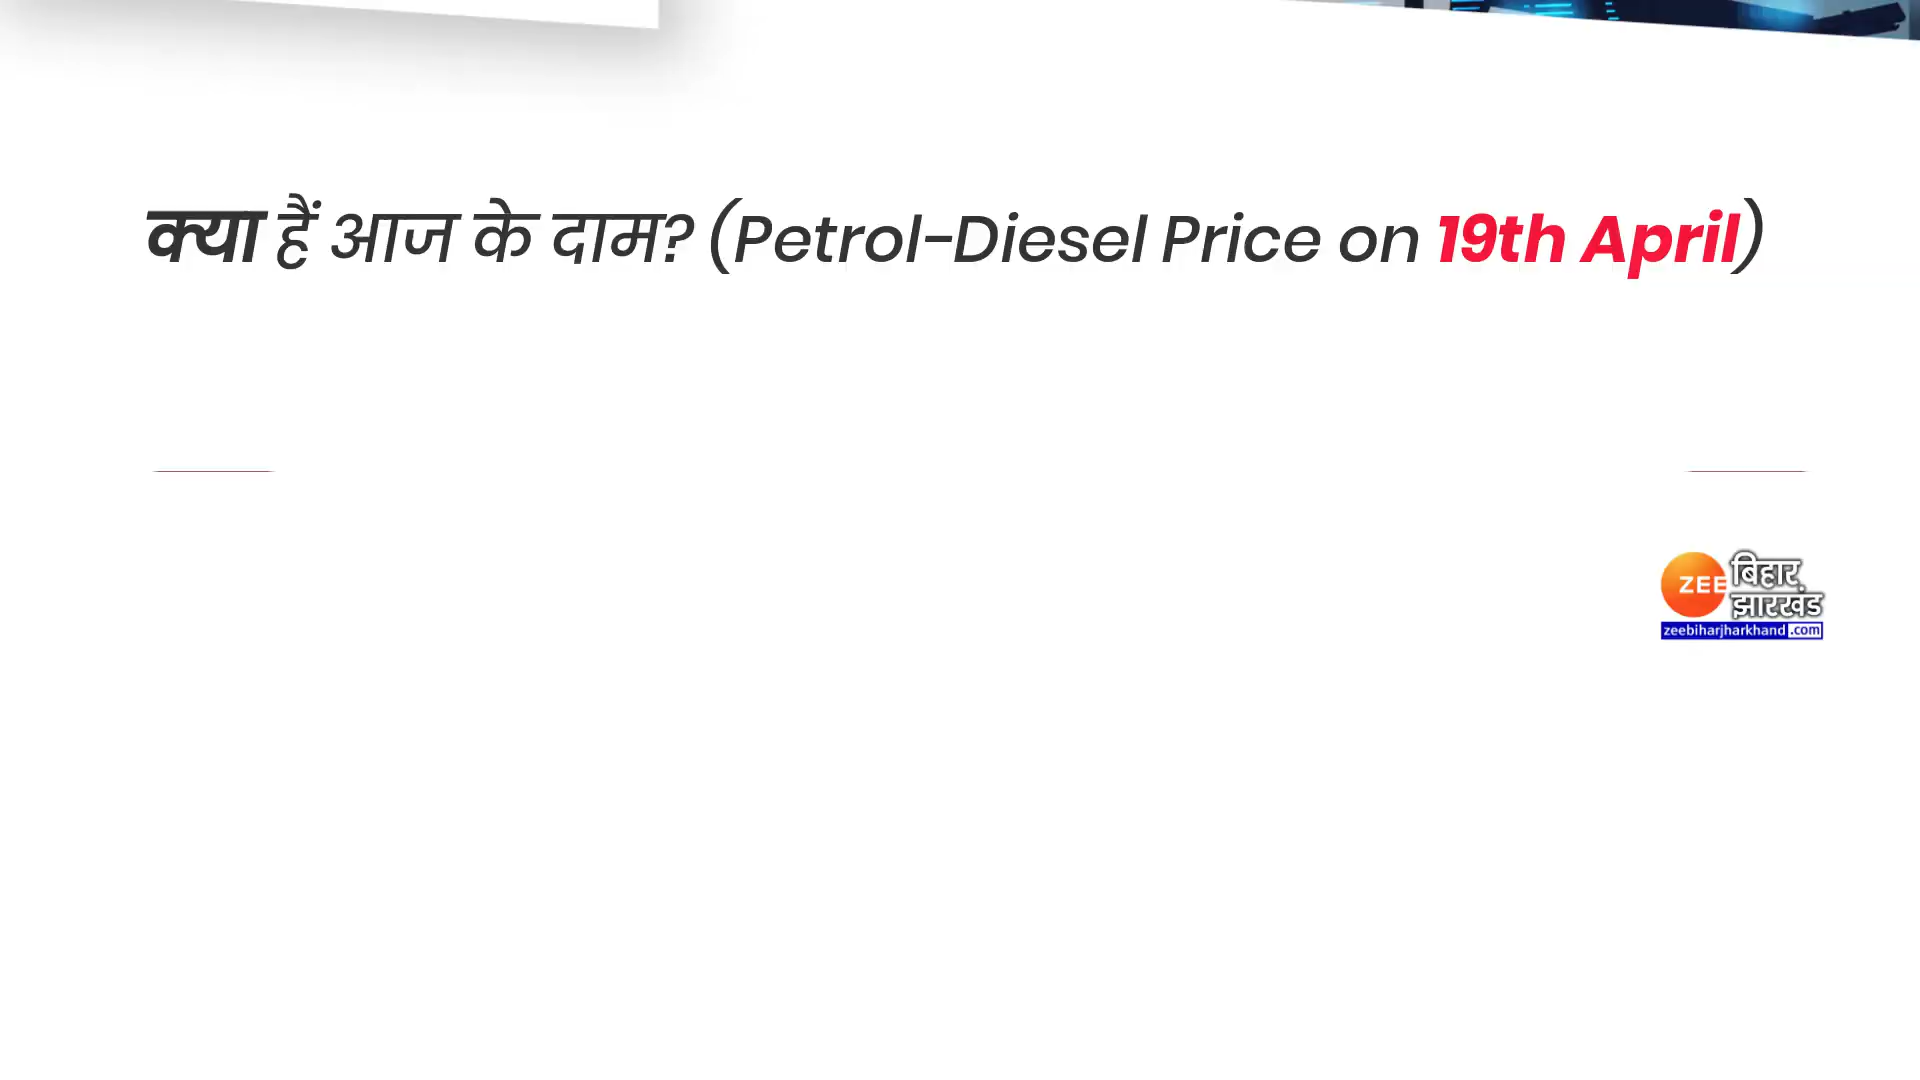 क्या हैं आज के दाम? (Petrol-Diesel Price on 19th April)
ZEE बिहार झारखंड
zeebiharjharkhand.com